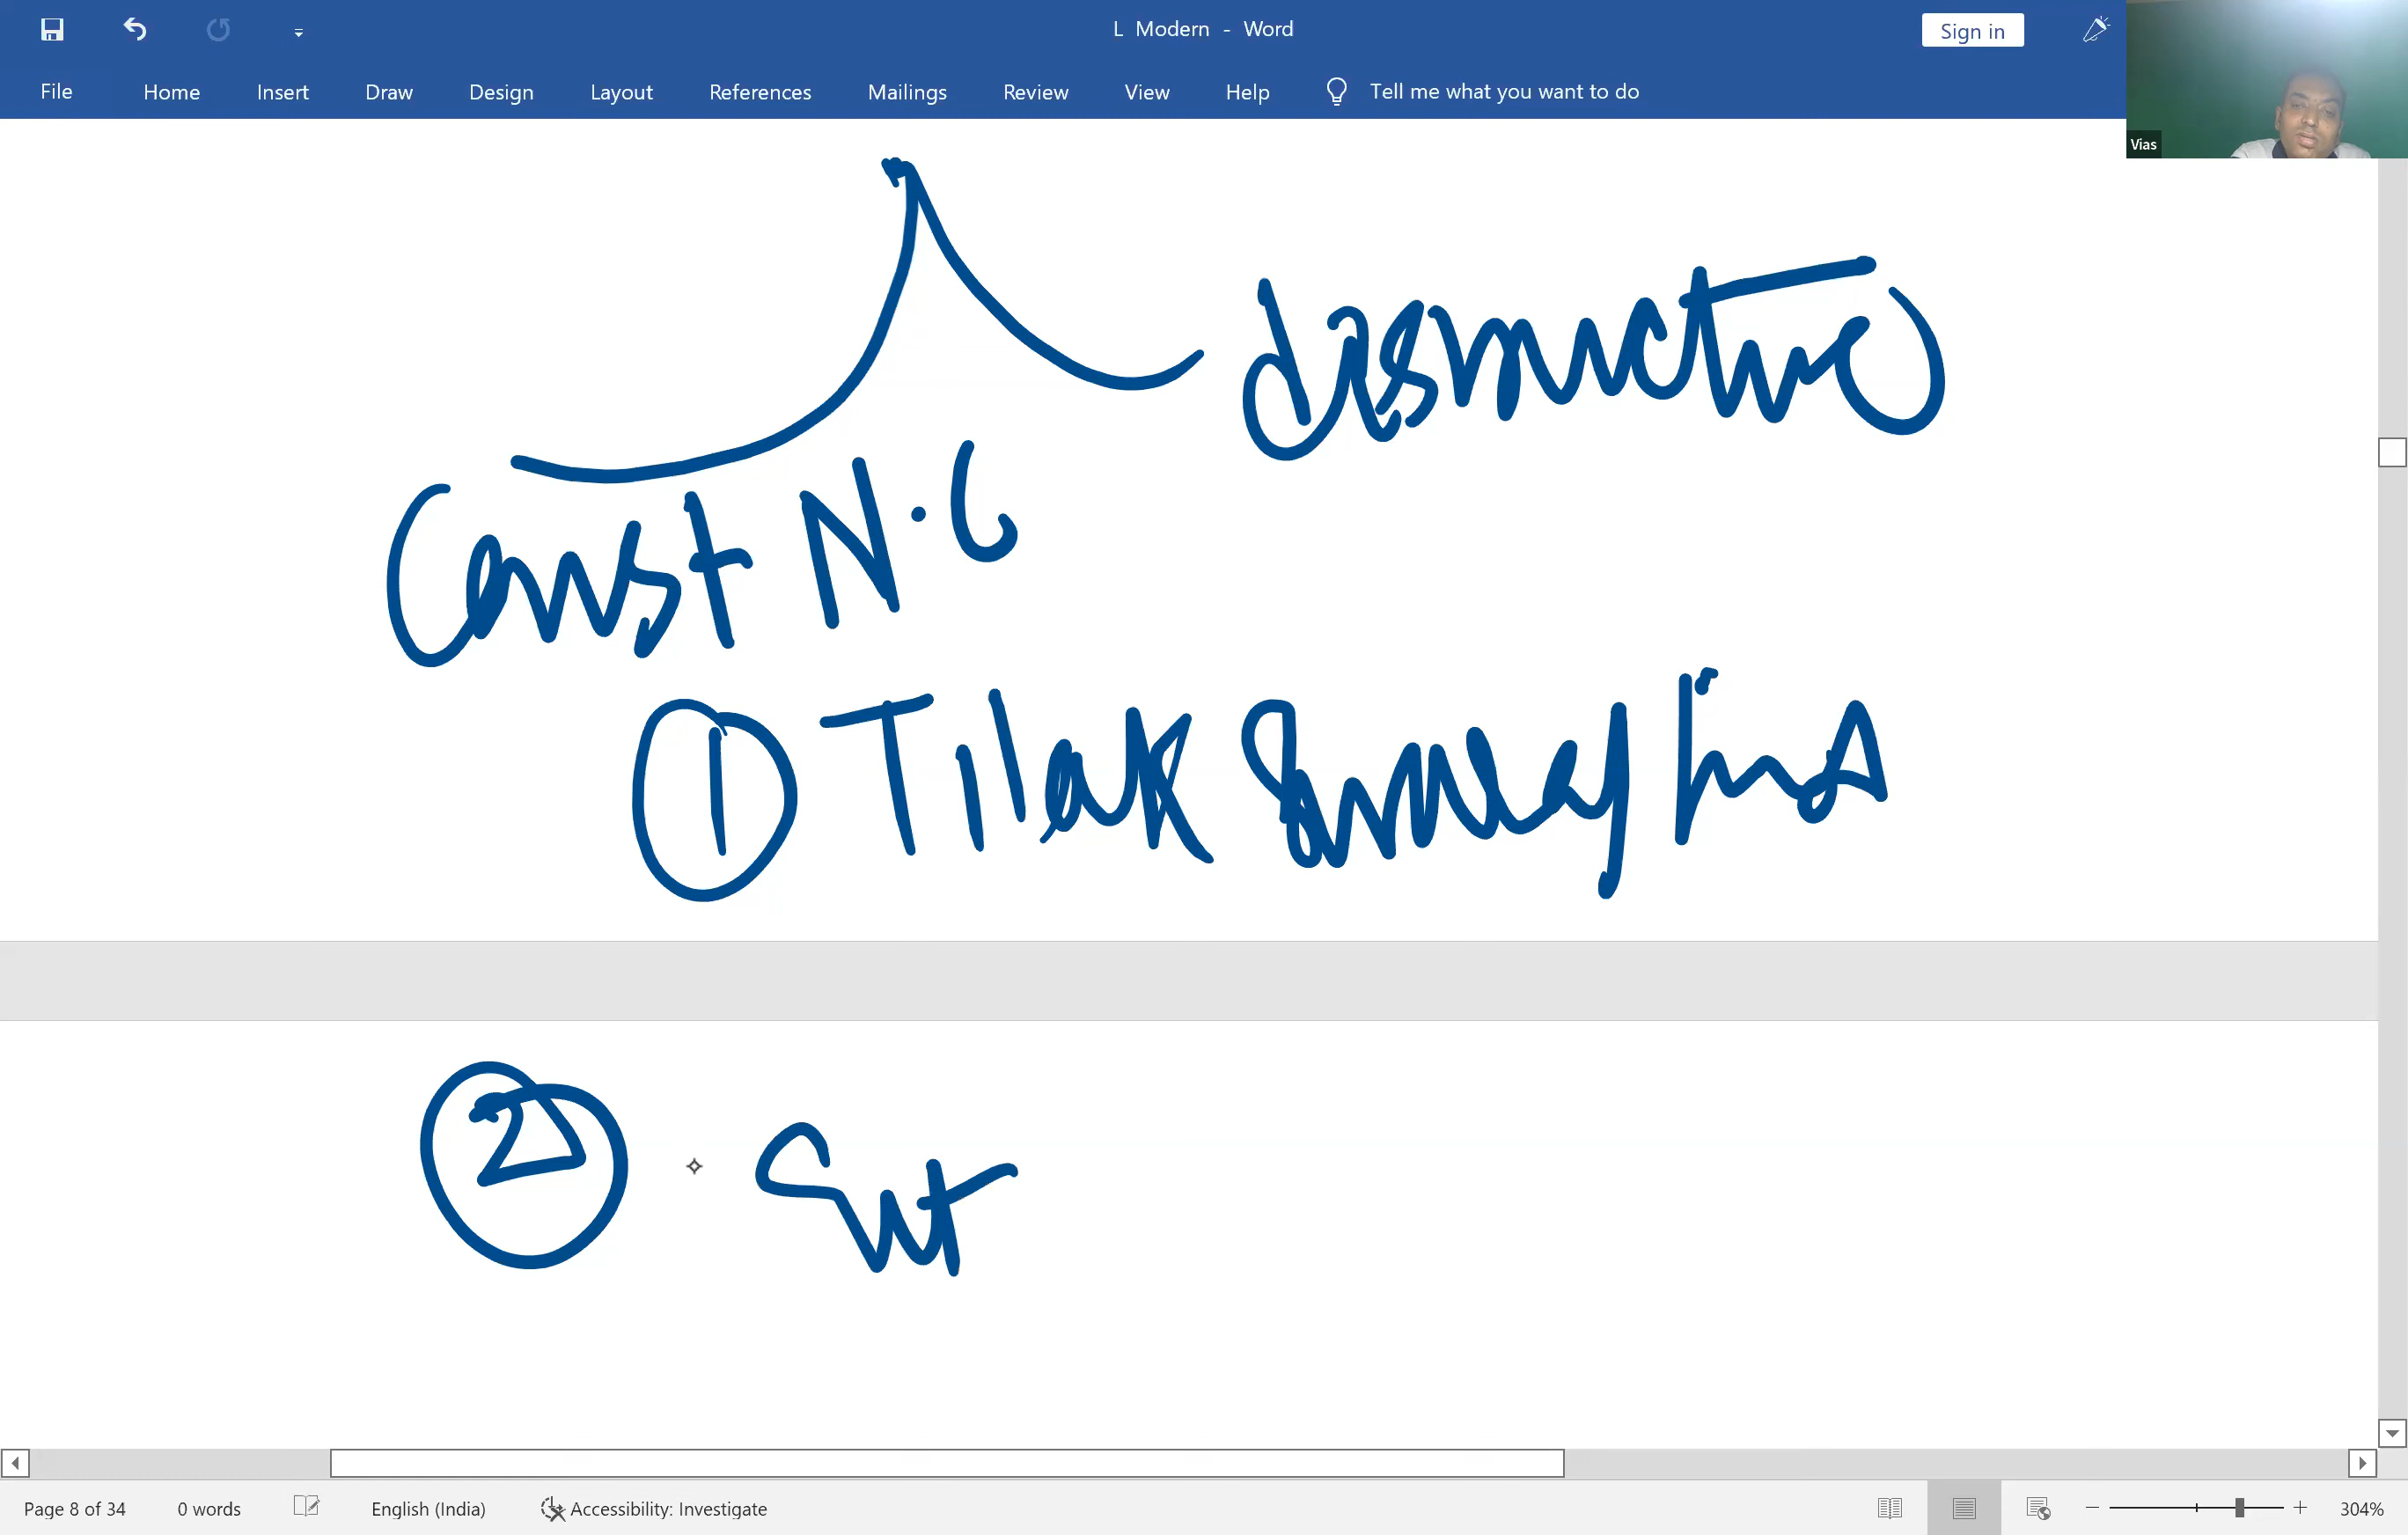 L Modern - Word
Sign in
File Home Insert Draw Design Layout References Mailings Review View Help Tell me what you want to do
Vias
Const N.C
① Tilak
②
Page 8 of 34 0 words English (India) Accessibility: Investigate 304%